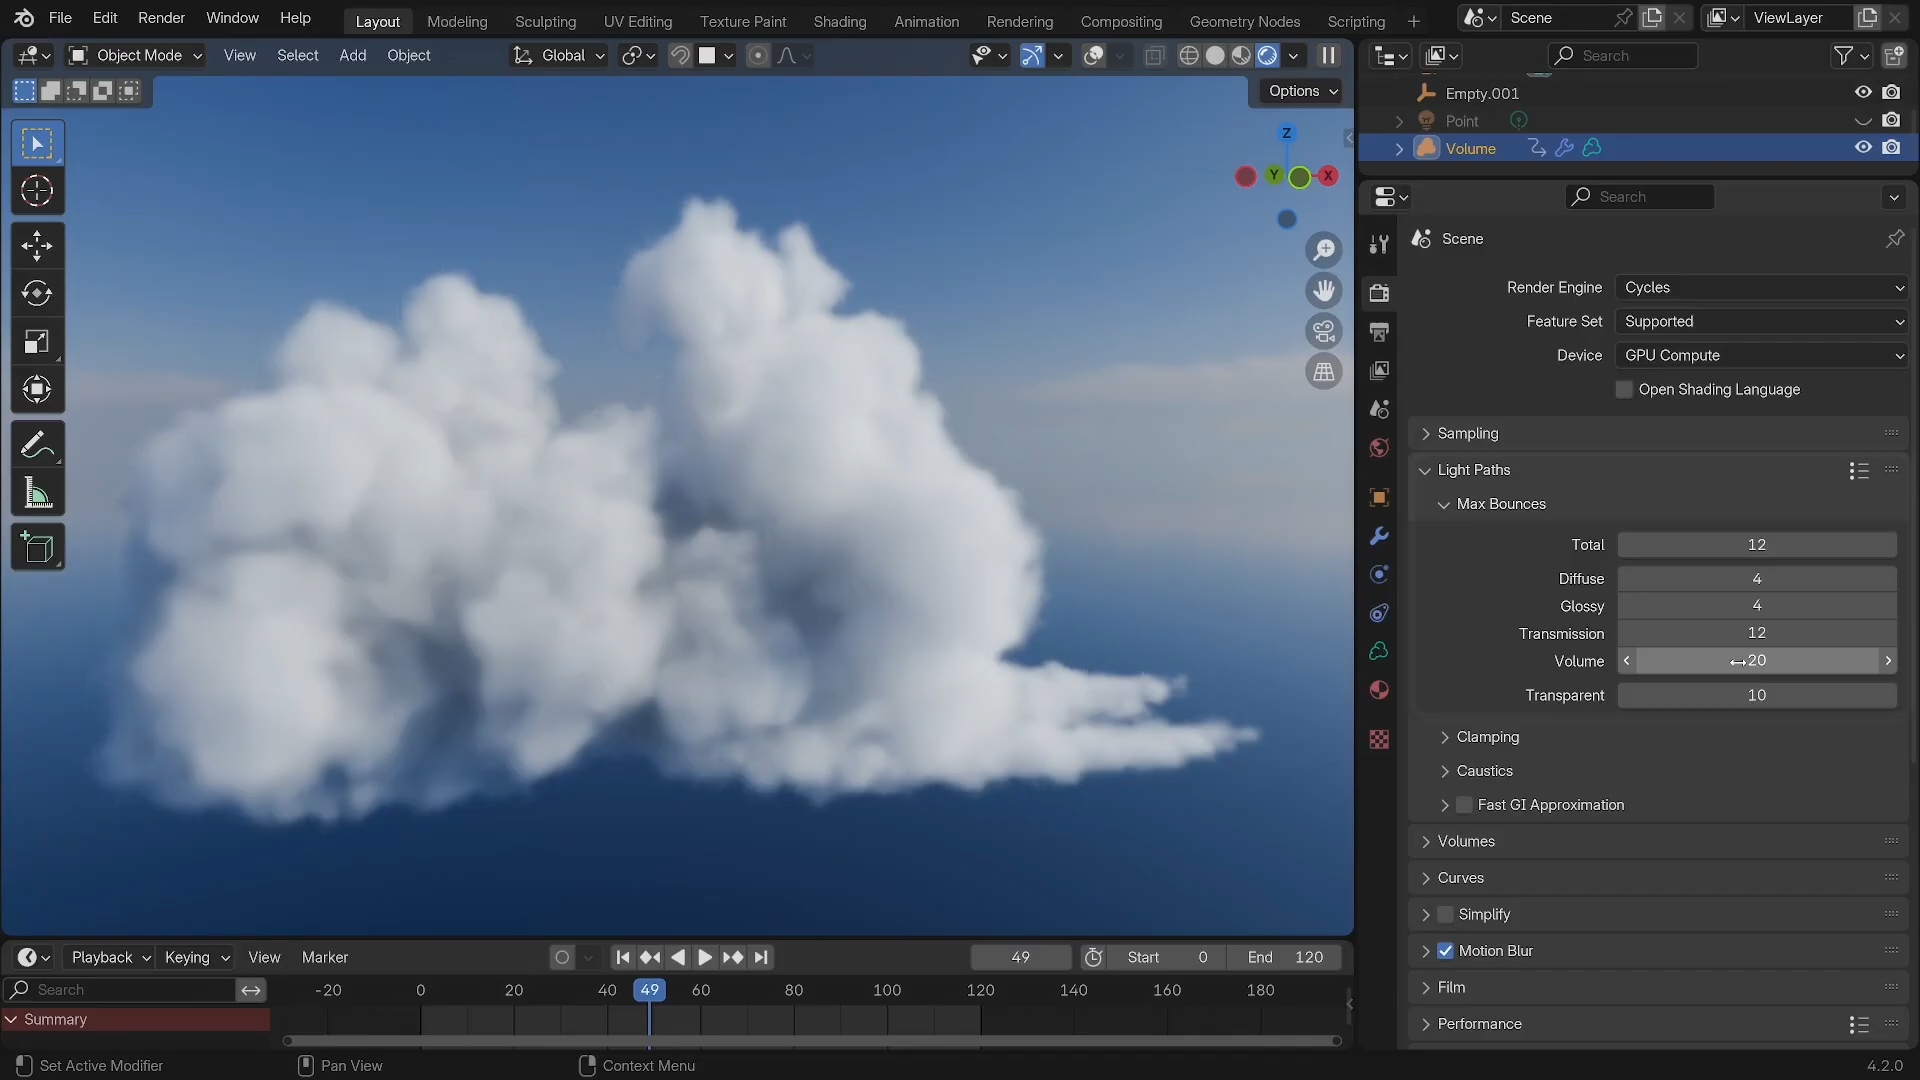 File Edit Render Window Help Layout Modeling Sculpting UV Editing Texture Paint Shading Animation Rendering Compositing Geometry Nodes Scripting + Scene ViewLayer
Object Mode View Select Add Object Global Search
Options
Empty.001
Point
Volume
Z
Y X
Search
Scene
Render Engine Cycles
Feature Set Supported
Device GPU Compute
Open Shading Language
Sampling
Light Paths
Max Bounces
Total 12
Diffuse 4
Glossy 4
Transmission 12
Volume 20
Transparent 10
Clamping
Caustics
Fast GI Approximation
Volumes
Curves
Simplify
Motion Blur
Film
Performance
Playback Keying View Marker 49 Start 0 End 120
Search -20 0 20 40 49 60 80 100 120 140 160 180
Summary
Set Active Modifier Pan View Context Menu 4.2.0